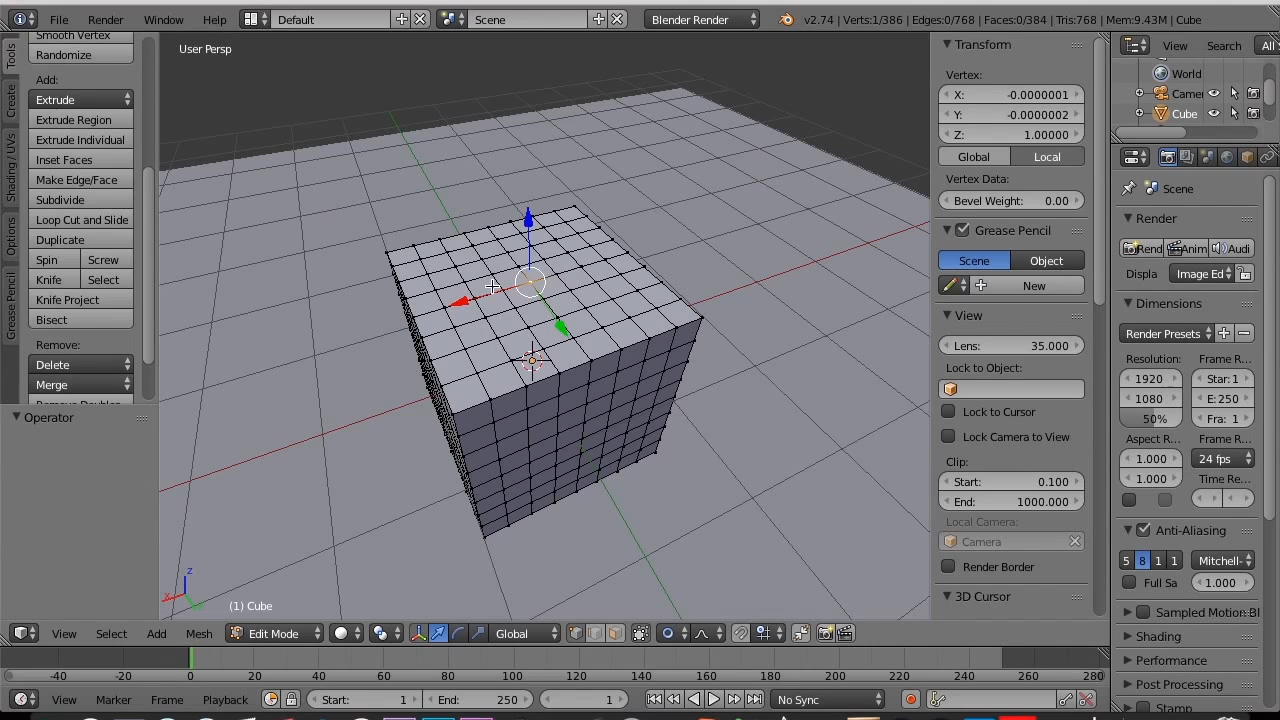 File Render Window Help Default Scene Blender Render v2.74 | Verts:1/386 | Edges:0/768 | Faces:0/384 | Tris:768 | Mem:9.43M | Cube
Smooth Vertex
Randomize
Add:
Extrude
Extrude Region
Extrude Individual
Inset Faces
Make Edge/Face
Subdivide
Loop Cut and Slide
Duplicate
Spin Screw
Knife Select
Knife Project
Bisect
Remove:
Delete
Merge
Remove Doubles
Operator
Tools
Create
Shading / UVs
Options
Grease Pencil
User Persp
z
(1) Cube
Transform
Vertex:
X: -0.0000001
Y: -0.0000002
Z: 1.00000
Global Local
Vertex Data:
Bevel Weight: 0.00
Grease Pencil
Scene Object
New
View
Lens: 35.000
Lock to Object:
Lock to Cursor
Lock Camera to View
Clip:
Start: 0.100
End: 1000.000
Local Camera:
Camera
Render Border
3D Cursor
View Search All
World
Camer
Cube
Scene
Render
Rend Anim Audi
Displa Image Ed
Dimensions
Render Presets
Resolution: Frame R...
1920 Star: 1
1080 E: 250
50% Fra: 1
Aspect R... Frame R...
1.000 24 fps
1.000 Time Re...
Anti-Aliasing
5 8 1 1 Mitchell-
Full Sa 1.000
Sampled Motion Bl
Shading
Performance
Post Processing
Stamp
View Select Add Mesh Edit Mode Global
-40 -20 0 20 40 60 80 100 120 140 160 180 200 220 240 260 280
View Marker Frame Playback Start: 1 End: 250 1 No Sync